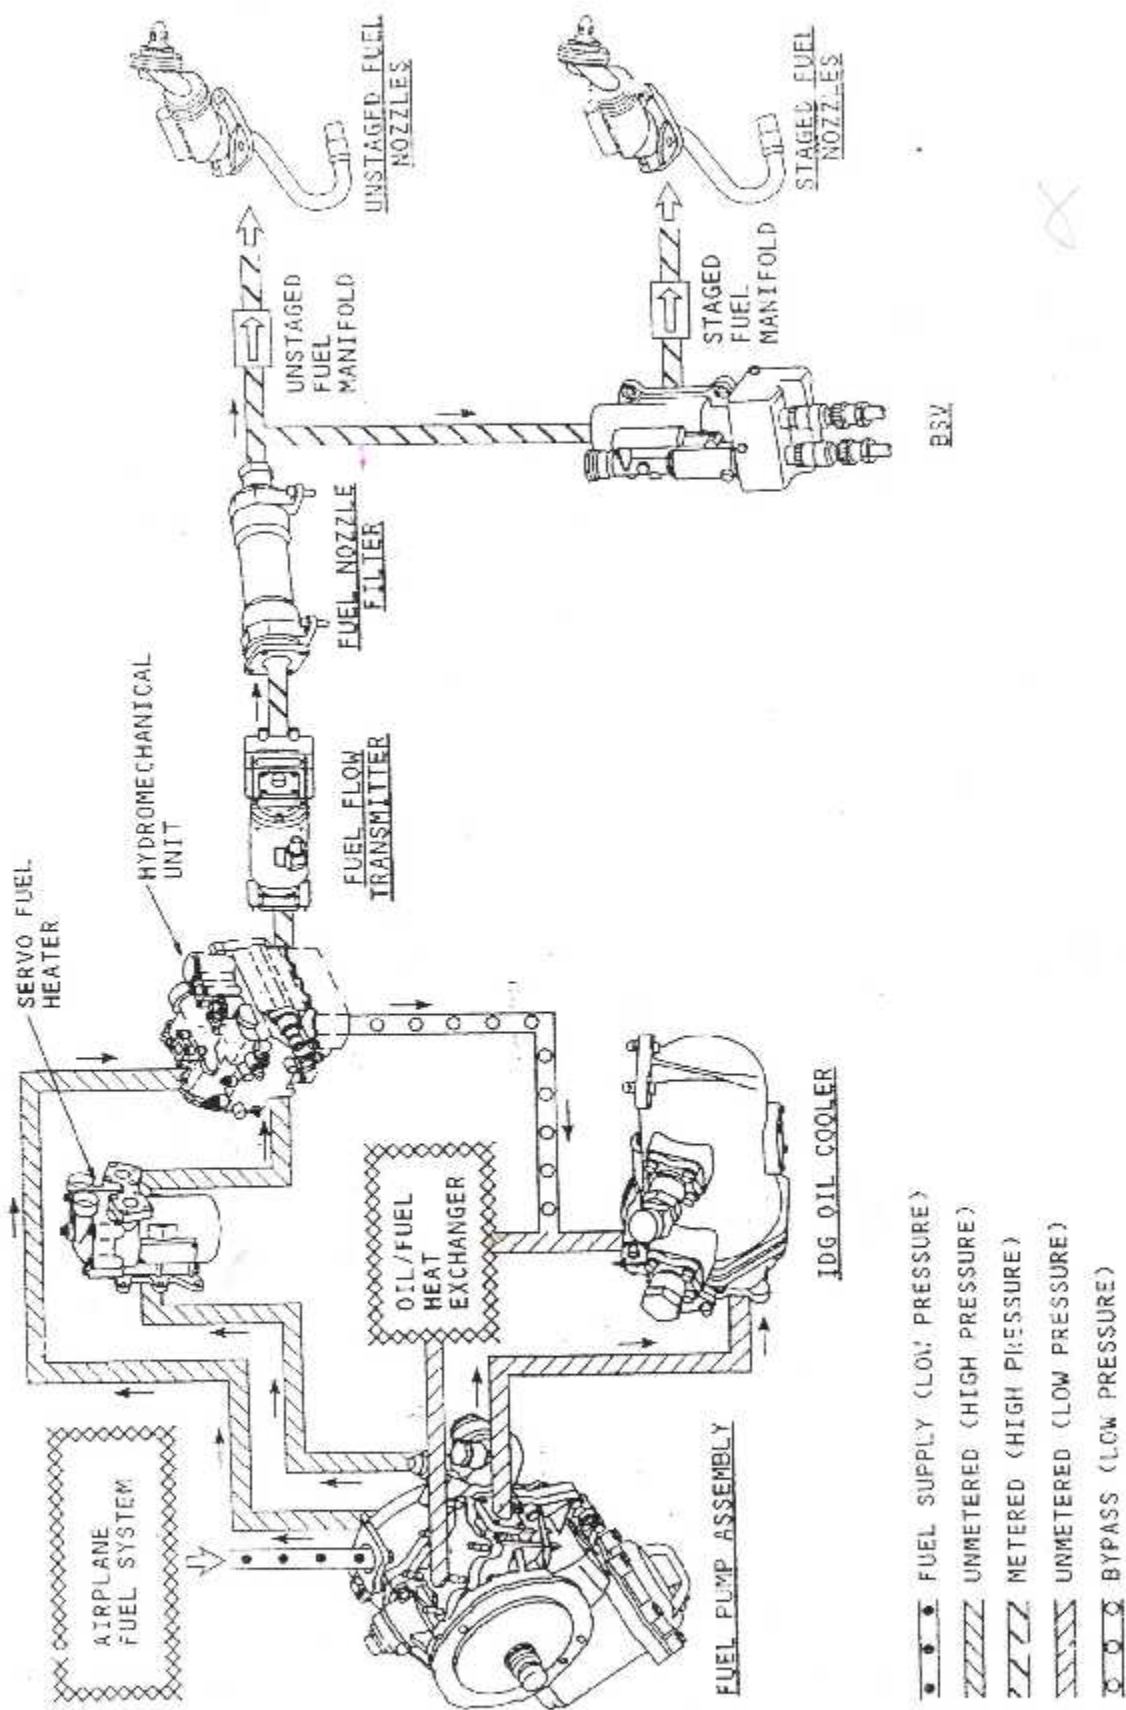 AIRPLANE
FUEL SYSTEM
SERVO FUEL
HEATER
HYDROMECHANICAL
UNIT
UNSTAGED FUEL
NOZZLES
UNSTAGED
FUEL
MANIFOLD
FUEL NOZZLE
FILTER
FUEL FLOW
TRANSMITTER
OIL/FUEL
HEAT
EXCHANGER
STAGED FUEL
NOZZLES
STAGED
FUEL
MANIFOLD
BSV
IDG OIL COOLER
FUEL PUMP ASSEMBLY
FUEL SUPPLY (LOW PRESSURE)
UNMETERED (HIGH PRESSURE)
METERED (HIGH PRESSURE)
UNMETERED (LOW PRESSURE)
BYPASS (LOW PRESSURE)